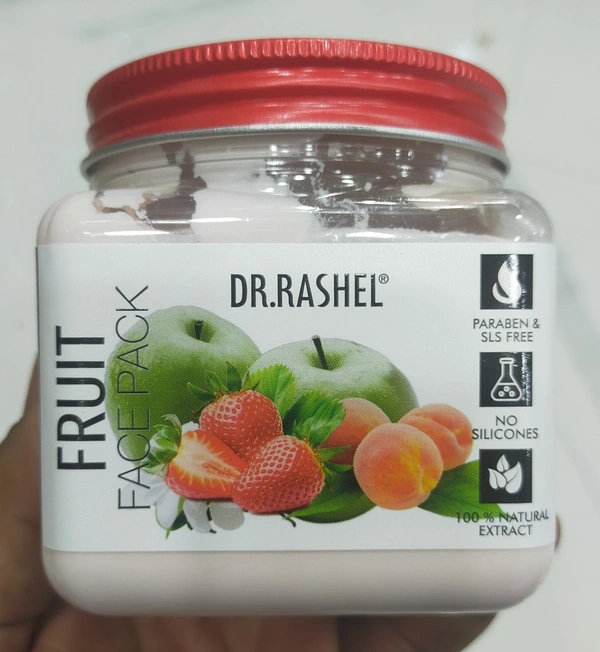 DR.RASHEL®
FRUIT
FACE PACK
PARABEN &
SLS FREE
NO
SILICONES
100 % NATURAL
EXTRACT